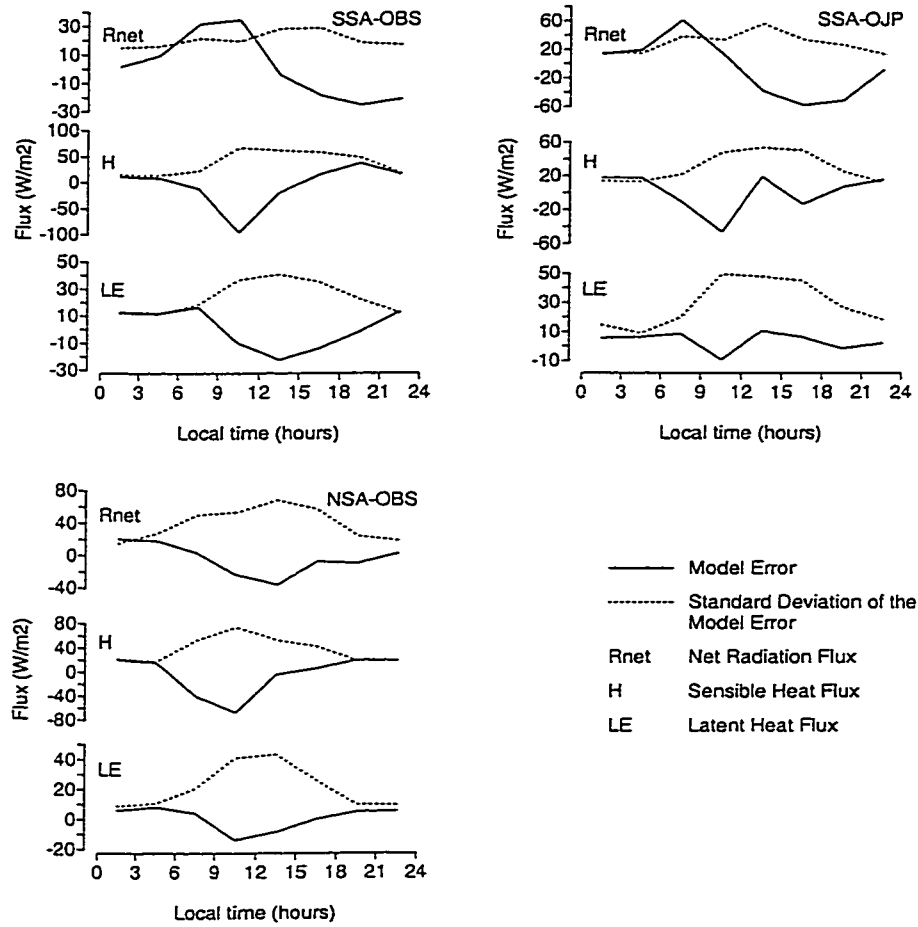 SSA-OBS
Rnet
30
10
-10
-30
H
100
50
0
-50
-100
LE
50
30
10
-10
-30
Flux (W/m2)
0 3 6 9 12 15 18 21 24
Local time (hours)
SSA-OJP
Rnet
60
20
-20
-60
H
60
20
-20
-60
LE
50
30
10
-10
Flux (W/m2)
0 3 6 9 12 15 18 21 24
Local time (hours)
NSA-OBS
Rnet
80
40
0
-40
H
80
40
0
-40
-80
LE
40
20
0
-20
Flux (W/m2)
0 3 6 9 12 15 18 21 24
Local time (hours)
Model Error
Standard Deviation of the
Model Error
Rnet Net Radiation Flux
H Sensible Heat Flux
LE Latent Heat Flux